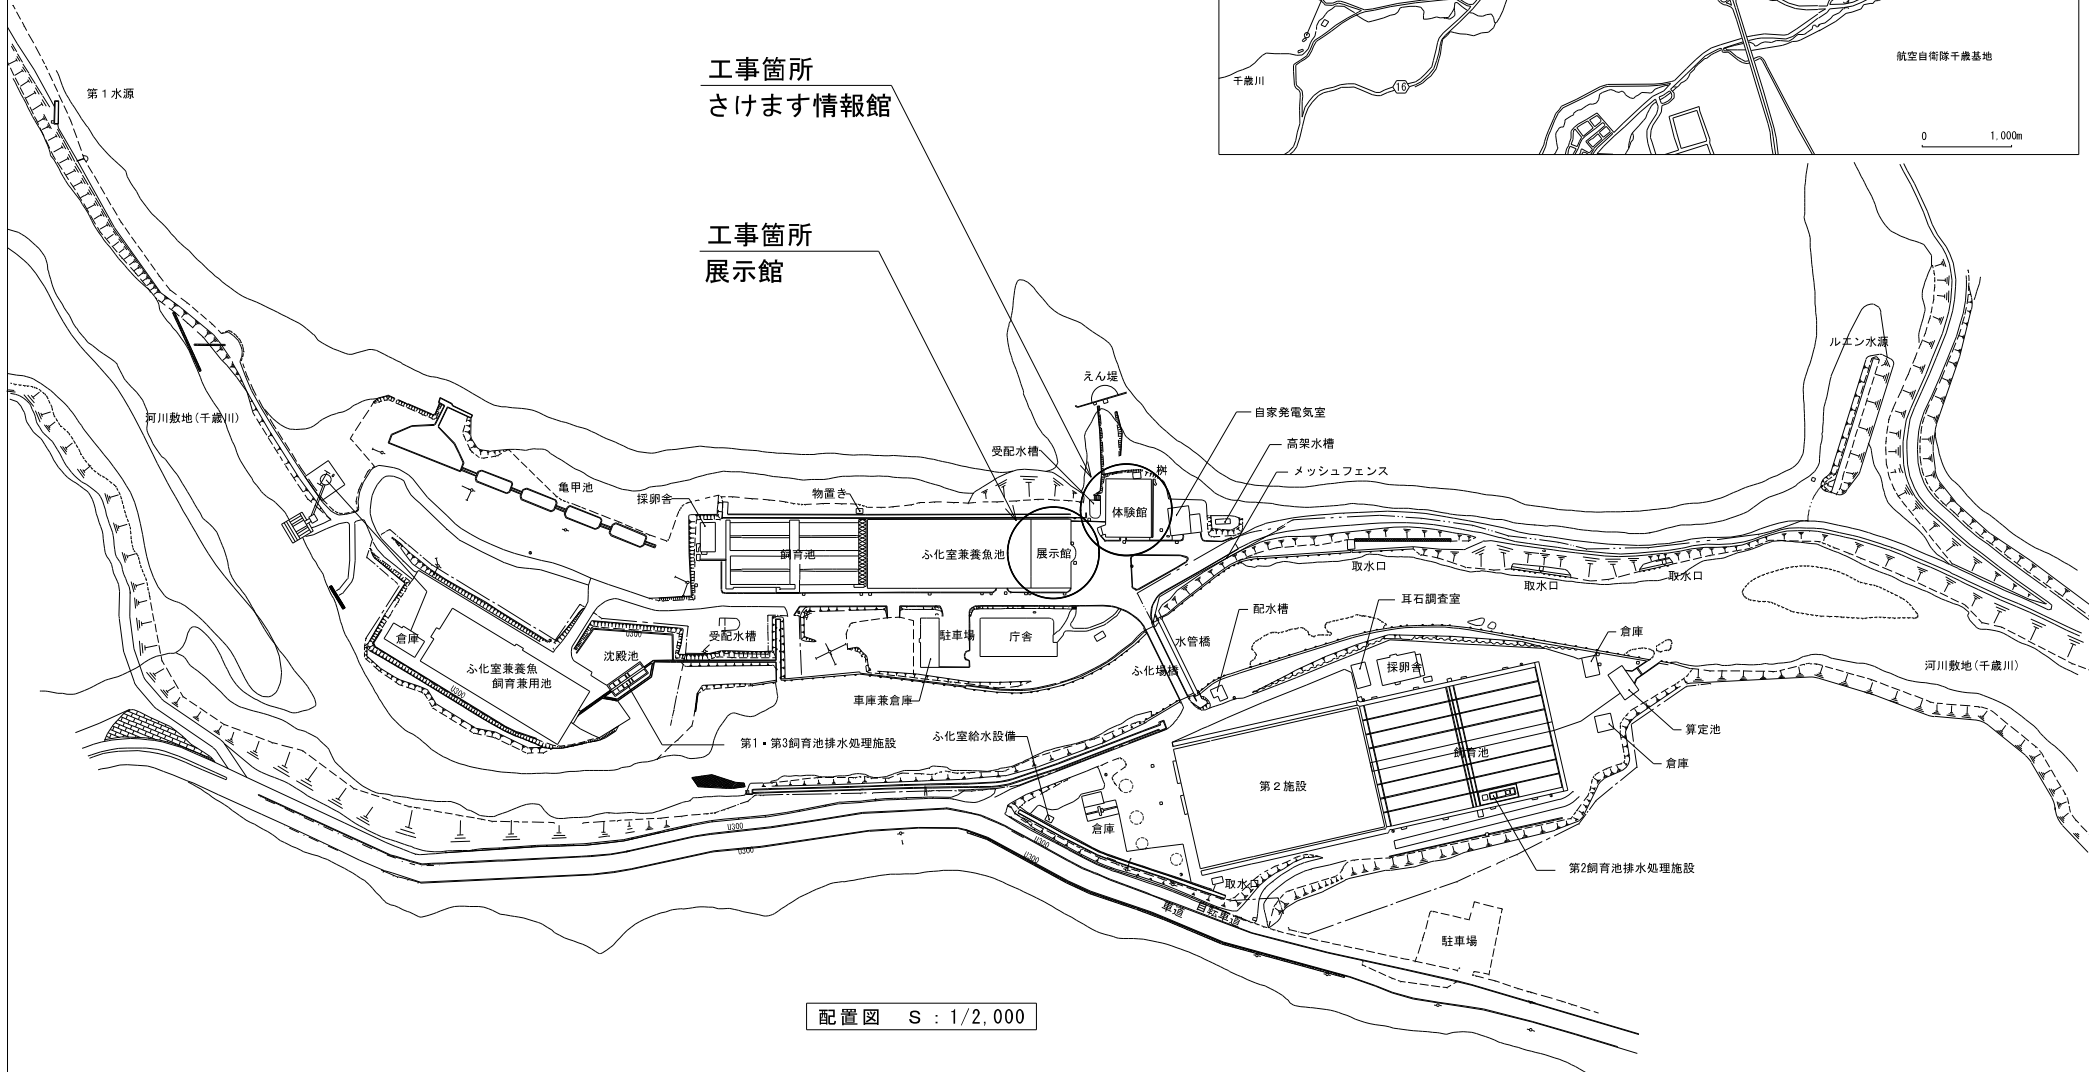 工事箇所
さけます情報館
千歳川
16
航空自衛隊千歳基地
0 1,000m
第1水源
工事箇所
展示館
ルエン水源
えん堤
河川敷地(千歳川)
自家発電気室
高架水槽
受配水槽
桝
メッシュフェンス
亀甲池
採卵舎
物置き
体験館
飼育池
ふ化室兼養魚池
展示館
取水口
取水口
取水口
耳石調査室
配水槽
倉庫
U300
受配水槽
駐車場
庁舎
水管橋
倉庫
沈殿池
ふ化室兼養魚
飼育兼用池
U300
ふ化場橋
採卵舎
河川敷地(千歳川)
車庫兼倉庫
算定池
第1・第3飼育池排水処理施設
ふ化室給水設備
飼育池
倉庫
第2施設
U300
U300
倉庫
U300
U300
第2飼育池排水処理施設
取水口
車道
自転車道
駐車場
配置図 S : 1/2,000